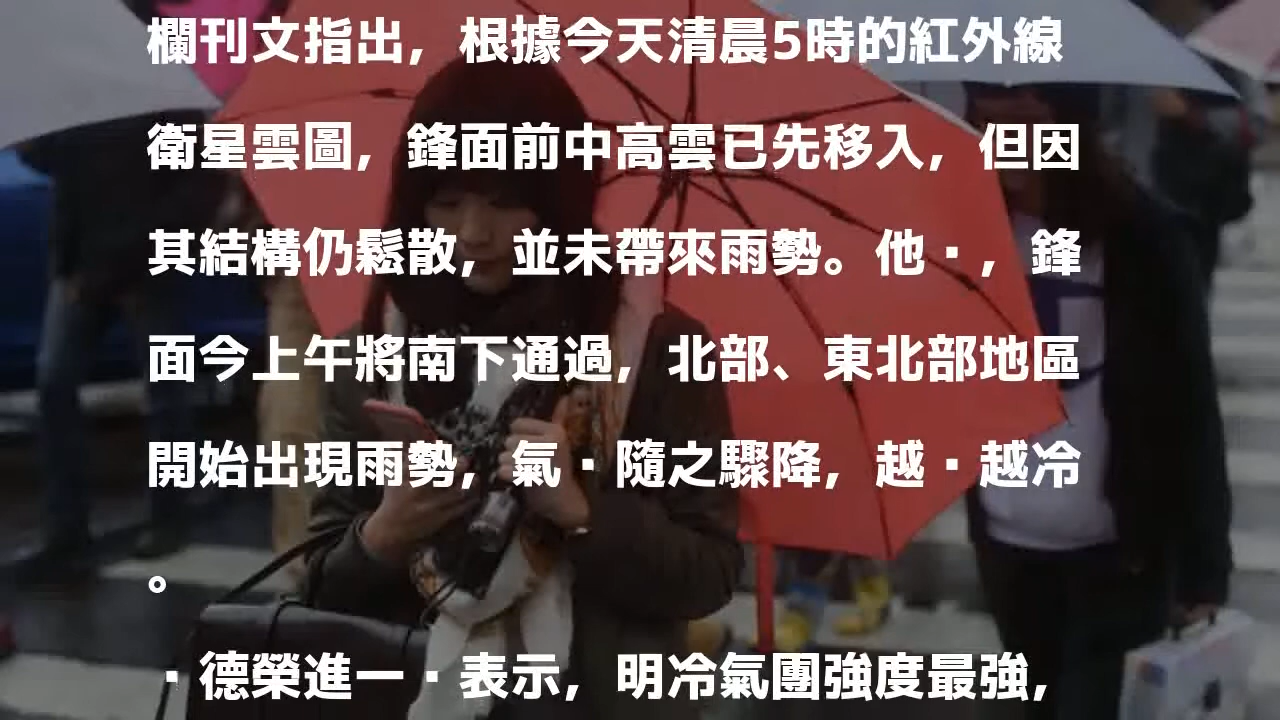 欄刊文指出，根據今天清晨5時的紅外線
衛星雲圖，鋒面前中高雲已先移入，但因
其結構仍鬆散，並未帶來雨勢。他・，鋒
面今上午將南下通過，北部、東北部地區
開始出現雨勢，氣・隨之驟降，越・越冷
。
・德榮進一・表示，明冷氣團強度最強，